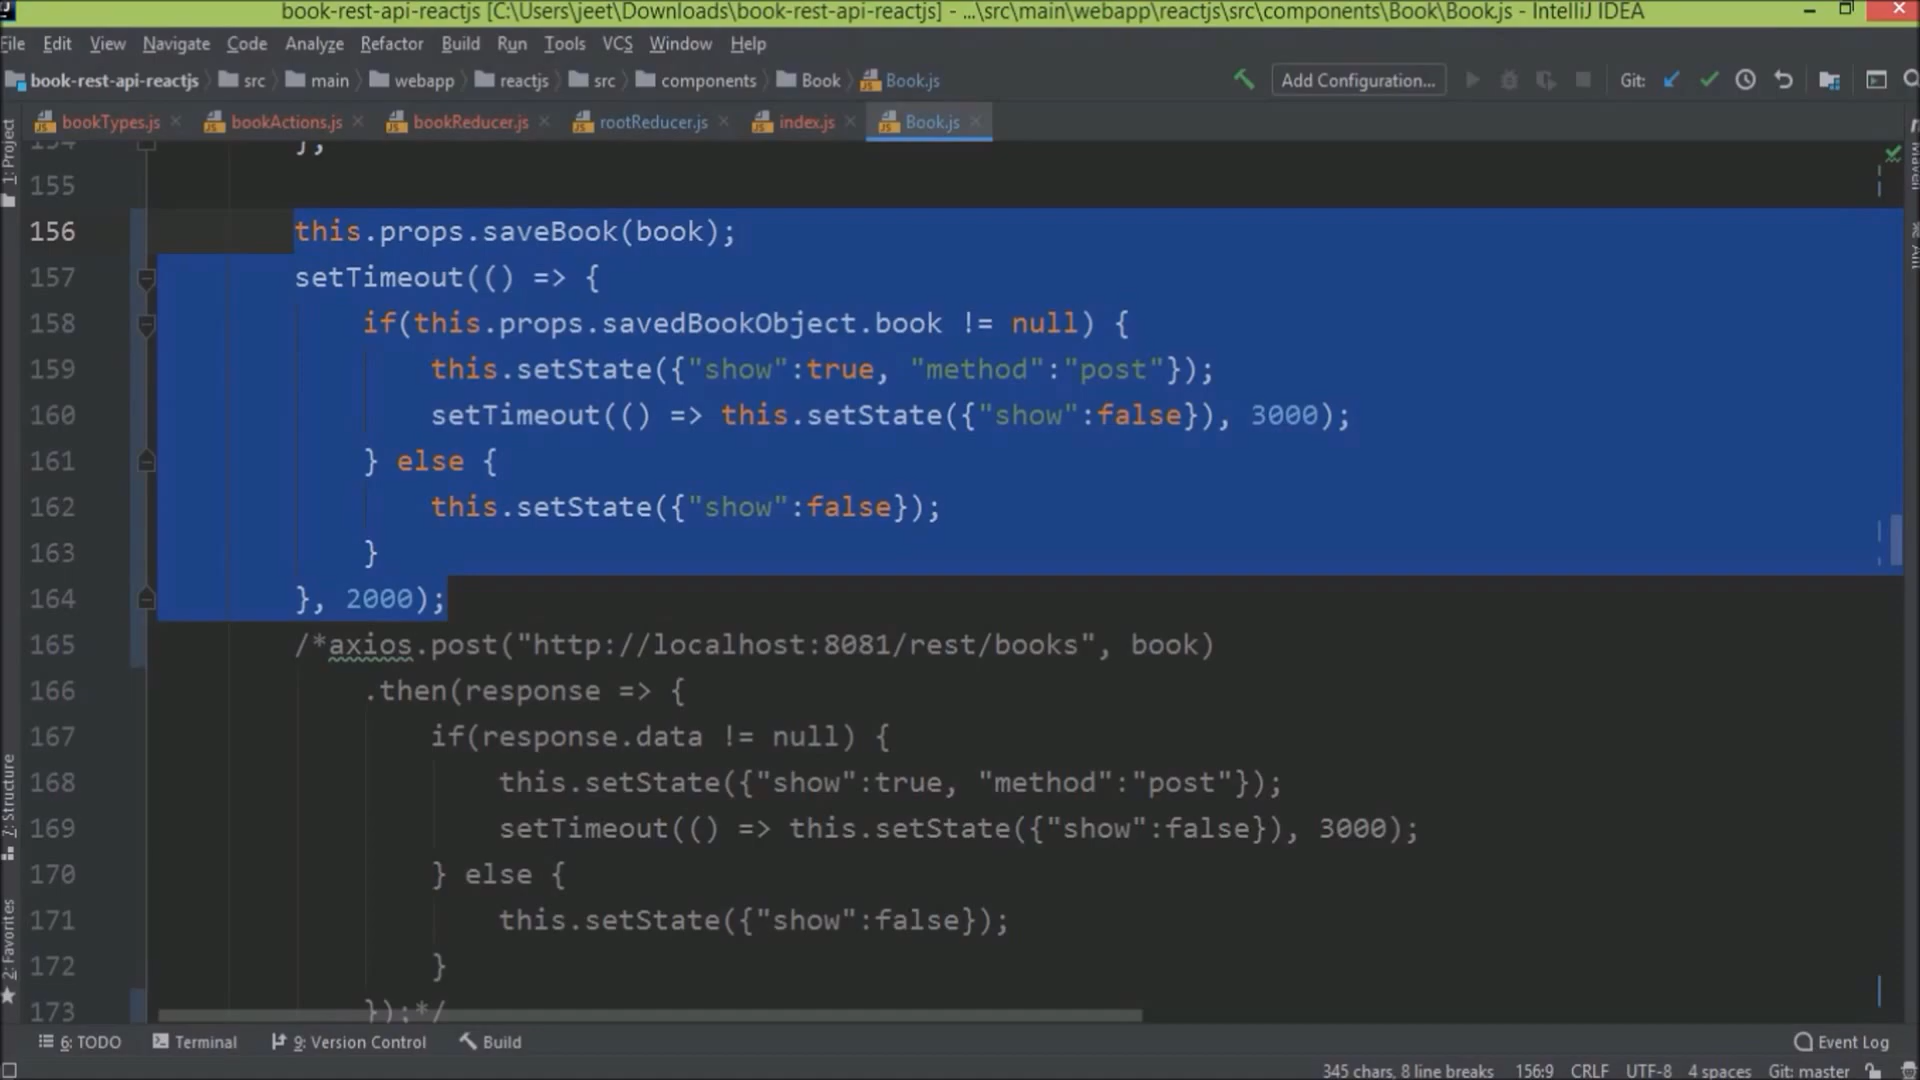 book-rest-api-reactjs [C:\Users\jeet\Downloads\book-rest-api-reactjs] - ...\src\main\webapp\reactjs\src\components\Book\Book.js - IntelliJ IDEA
File Edit View Navigate Code Analyze Refactor Build Run Tools VCS Window Help
book-rest-api-reactjs src main webapp reactjs src components Book Book.js Add Configuration... Git:
bookTypes.js bookActions.js bookReducer.js rootReducer.js index.js Book.js
1: Project
7: Structure
2: Favorites
154 };
155
156 this.props.saveBook(book);
157 setTimeout(() => {
158 if(this.props.savedBookObject.book != null) {
159 this.setState({"show":true, "method":"post"});
160 setTimeout(() => this.setState({"show":false}), 3000);
161 } else {
162 this.setState({"show":false});
163 }
164 }, 2000);
165 /*axios.post("http://localhost:8081/rest/books", book)
166 .then(response => {
167 if(response.data != null) {
168 this.setState({"show":true, "method":"post"});
169 setTimeout(() => this.setState({"show":false}), 3000);
170 } else {
171 this.setState({"show":false});
172 }
173 });*/
6: TODO Terminal 9: Version Control Build Event Log
345 chars, 8 line breaks 156:9 CRLF UTF-8 4 spaces Git: master